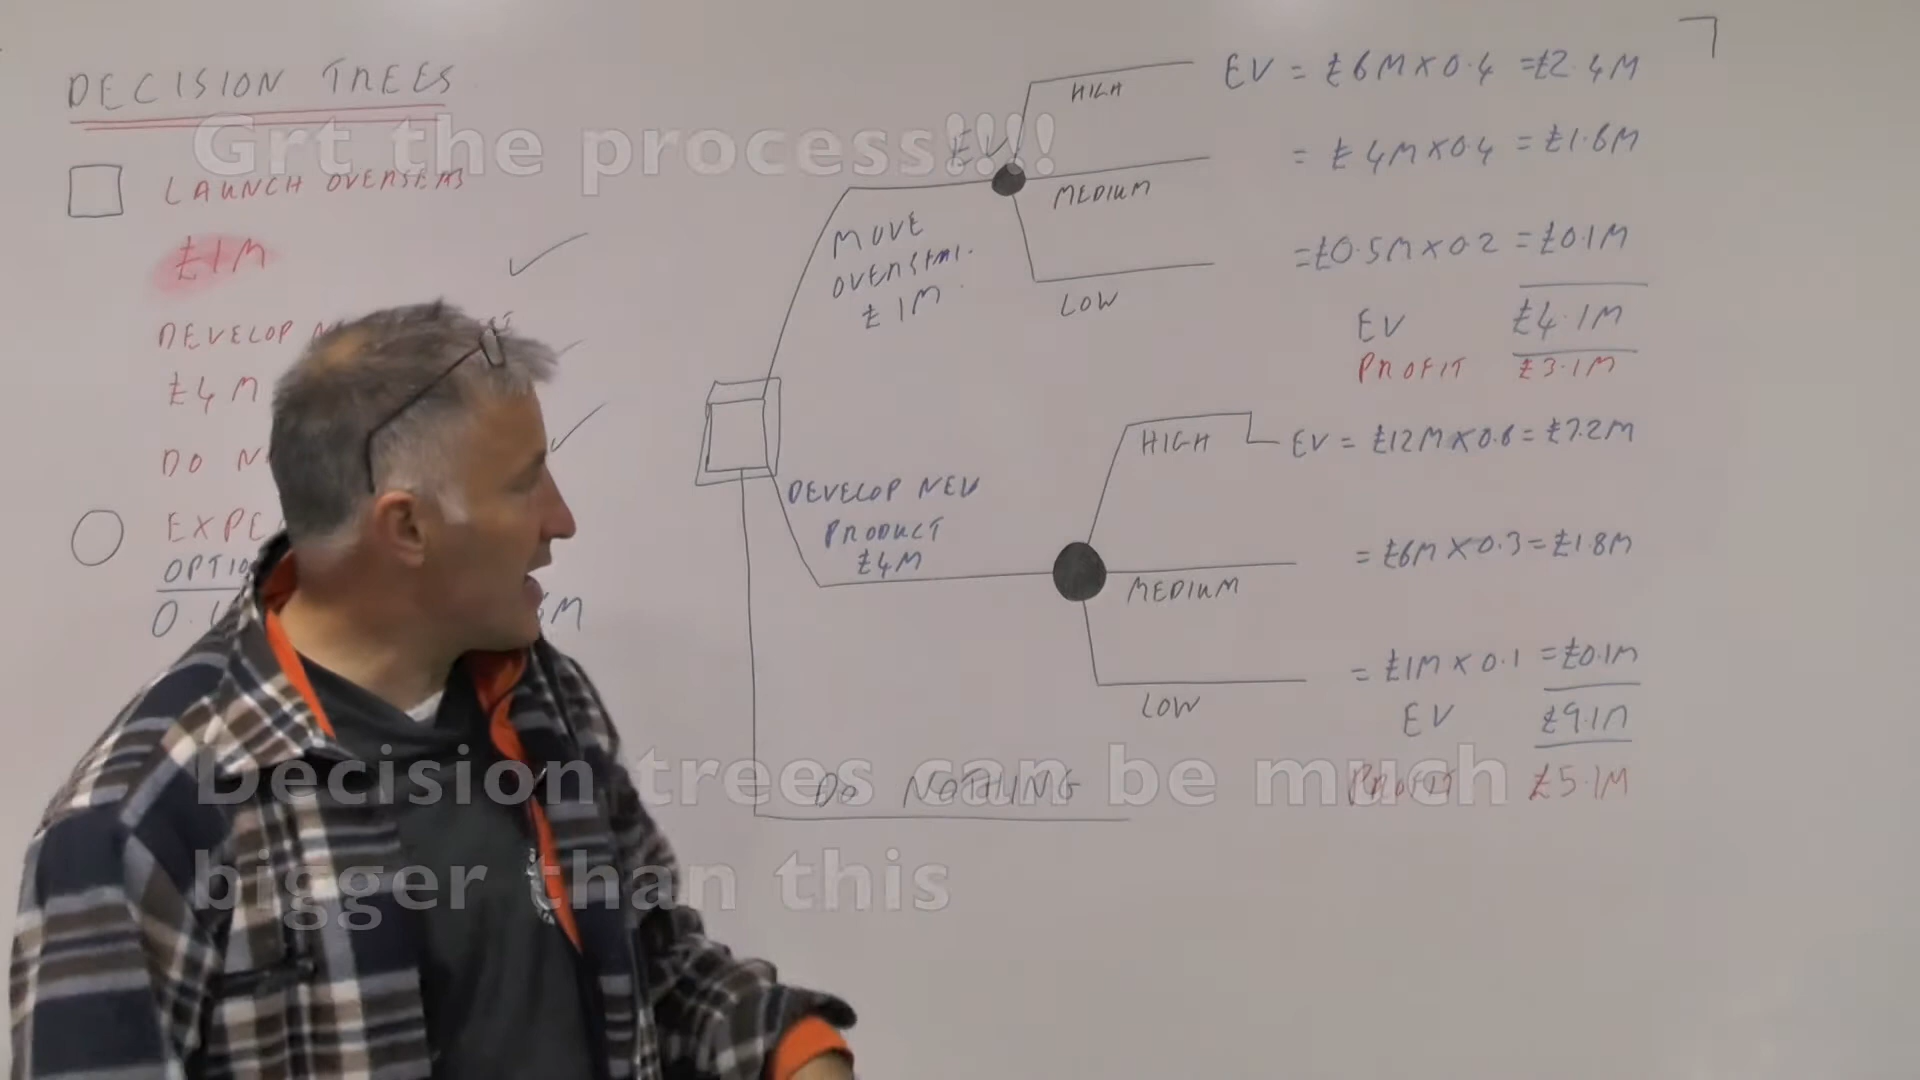 DECISION TREES
Grt the process!!!!
LAUNCH OVERSEAS
£1M
DEVELOP
£4M
DO
OPTIO
EV
HIGH
MEDIUM
LOW
MOVE
£1M
EV = £6M×0.4 = £2.4M
= £4M×0.4 = £1.6M
= £0.5M×0.2 = £0.1M
EV £4.1M
PROFIT £3.1M
DEVELOP NEW
PRODUCT
£4M
HIGH
MEDIUM
LOW
EV = £12M×0.6 = £7.2M
= £6M×0.3 = £1.8M
= £1M×0.1 = £0.1M
EV £9.1M
PROFIT £5.1M
DO NOTHING
Decision trees can be much
bigger than this